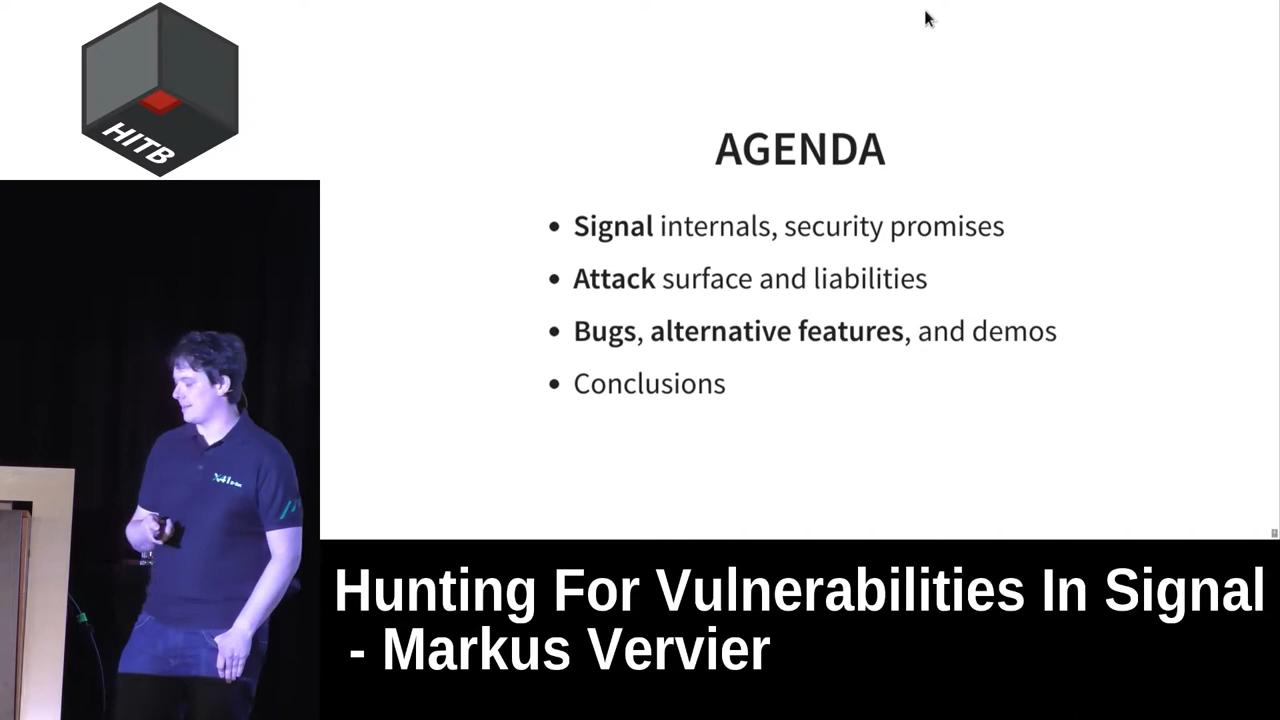 HITB
AGENDA
• Signal internals, security promises
• Attack surface and liabilities
• Bugs, alternative features, and demos
• Conclusions
X41
Hunting For Vulnerabilities In Signal
- Markus Vervier